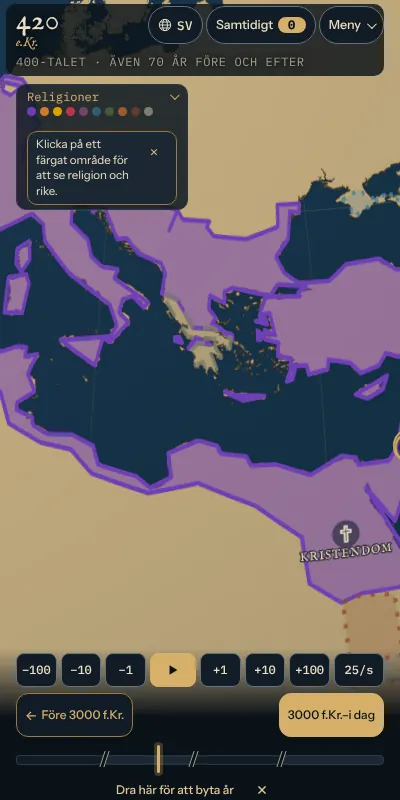 420
e.Kr.
SV
Samtidigt 0
Meny
400-TALET · ÄVEN 70 ÅR FÖRE OCH EFTER
Religioner
Klicka på ett
färgat område för
att se religion och
rike.
×
KRISTENDOM
−100
−10
−1
+1
+10
+100
25/s
← Före 3000 f.Kr.
3000 f.Kr.–i dag
Dra här för att byta år
×